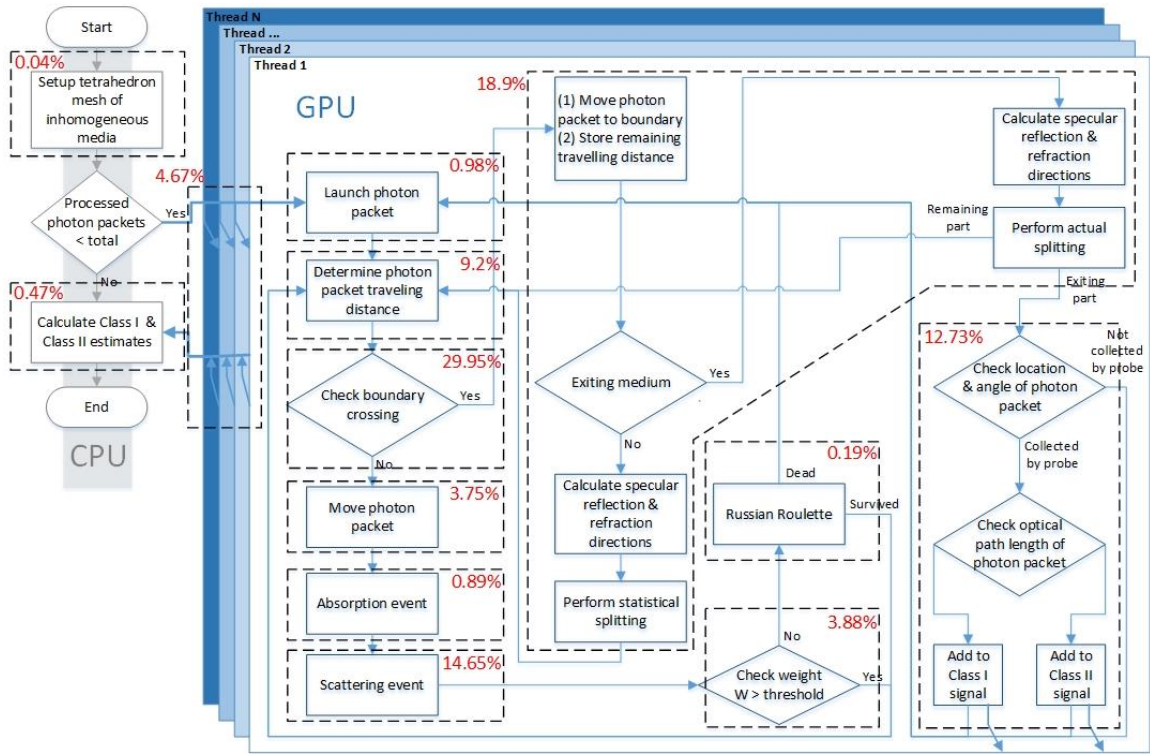 Start
0.04%
Setup tetrahedron
mesh of
inhomogeneous
media
4.67%
Processed
photon packets
< total
Yes
No
0.47%
Calculate Class I &
Class II estimates
End
CPU
Thread N
Thread ...
Thread 2
Thread 1
GPU
0.98%
Launch photon
packet
9.2%
Determine photon
packet traveling
distance
29.95%
Check boundary
crossing
Yes
No
3.75%
Move photon
packet
0.89%
Absorption event
14.65%
Scattering event
18.9%
(1) Move photon
packet to boundary
(2) Store remaining
travelling distance
Exiting medium
Yes
No
Calculate specular
reflection &
refraction
directions
Perform statistical
splitting
0.19%
Dead
Russian Roulette
Survived
3.88%
No
Check weight
W > threshold
Yes
Calculate specular
reflection &
refraction
directions
Remaining
part
Perform actual
splitting
Exiting
part
12.73%
Not
collected
by probe
Check location
& angle of photon
packet
Collected
by probe
Check optical
path length of
photon packet
Add to
Class I
signal
Add to
Class II
signal